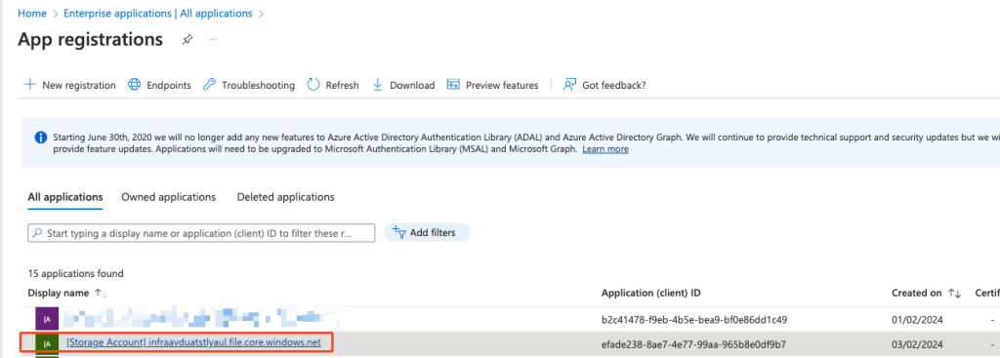 Home > Enterprise applications | All applications >
App registrations
New registration Endpoints Troubleshooting Refresh Download Preview features Got feedback?
Starting June 30th, 2020 we will no longer add any new features to Azure Active Directory Authentication Library (ADAL) and Azure Active Directory Graph. We will continue to provide technical support and security updates but we wi
provide feature updates. Applications will need to be upgraded to Microsoft Authentication Library (MSAL) and Microsoft Graph. Learn more
All applications Owned applications Deleted applications
Start typing a display name or application (client) ID to filter these r... Add filters
15 applications found
Display name ↑↓ Application (client) ID Created on ↑↓ Certif
[A b2c41478-f9eb-4b5e-bea9-bf0e86dd1c49 01/02/2024 -
[A [Storage Account] infraavduatstlyaul.file.core.windows.net efade238-8ae7-4e77-99aa-965b8e0df9b7 03/02/2024 -